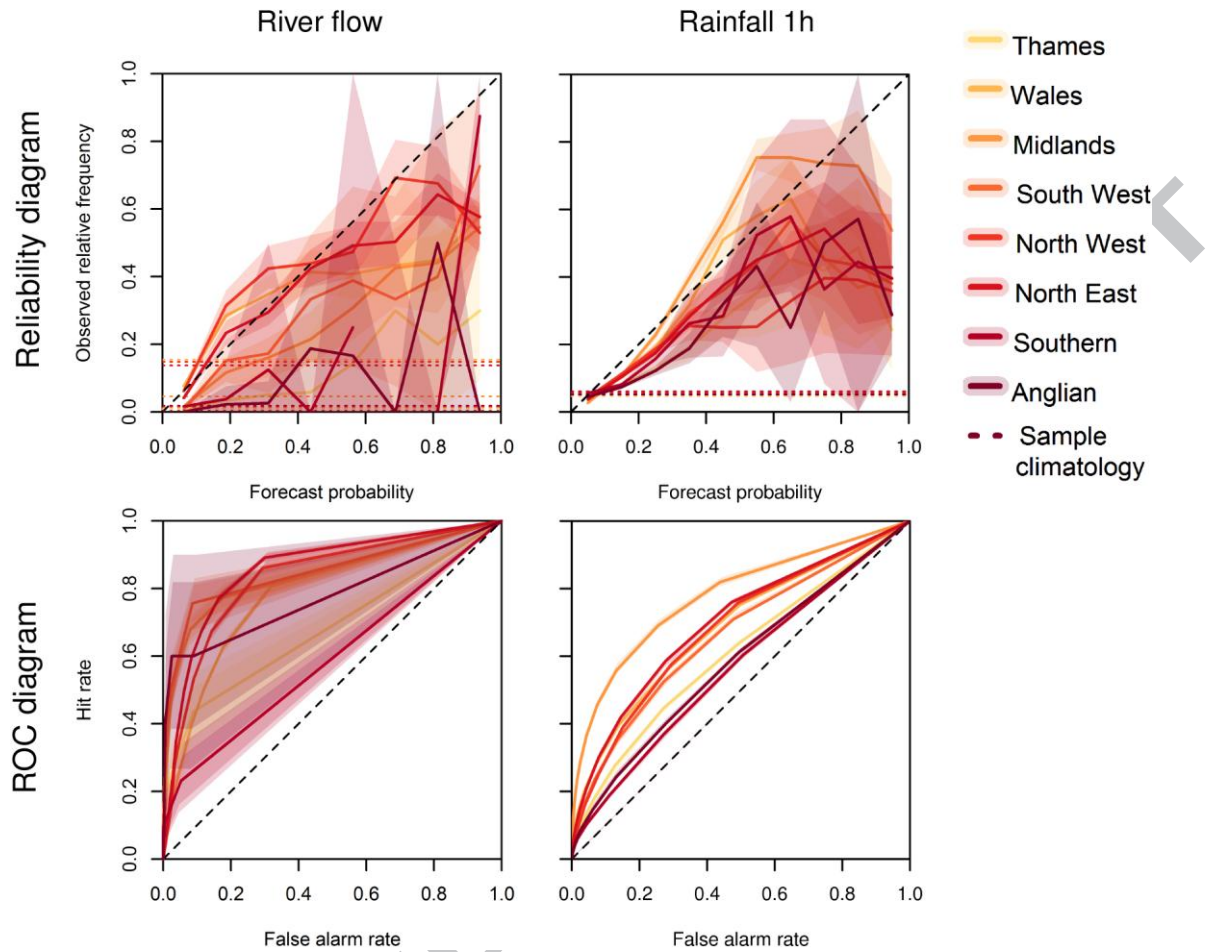 River flow
Rainfall 1h
Reliability diagram
Observed relative frequency
1.0
0.8
0.6
0.4
0.2
0.0
0.0 0.2 0.4 0.6 0.8 1.0
Forecast probability
0.0 0.2 0.4 0.6 0.8 1.0
Forecast probability
Thames
Wales
Midlands
South West
North West
North East
Southern
Anglian
Sample
climatology
ROC diagram
Hit rate
1.0
0.8
0.6
0.4
0.2
0.0
0.0 0.2 0.4 0.6 0.8 1.0
False alarm rate
0.0 0.2 0.4 0.6 0.8 1.0
False alarm rate